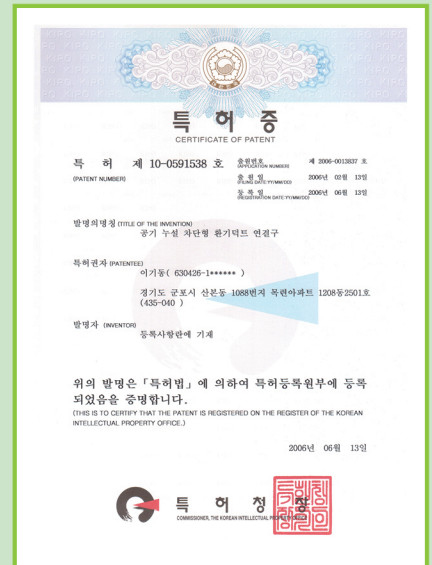 특허증
CERTIFICATE OF PATENT
특 허 제 10-0591538 호
(PATENT NUMBER)
출원번호 제 2006-0013837 호
(APPLICATION NUMBER)
출원일 2006년 02월 13일
(FILING DATE:YY/MM/DD)
등록일 2006년 06월 13일
(REGISTRATION DATE:YY/MM/DD)
발명의명칭 (TITLE OF THE INVENTION)
공기 누설 차단형 환기덕트 연결구
특허권자 (PATENTEE)
이기동( 630426-1****** )
경기도 군포시 산본동 1088번지 목련아파트 1208동2501호
(435-040 )
발명자 (INVENTOR)
등록사항란에 기재
위의 발명은「특허법」에 의하여 특허등록원부에 등록
되었음을 증명합니다.
(THIS IS TO CERTIFY THAT THE PATENT IS REGISTERED ON THE REGISTER OF THE KOREAN
INTELLECTUAL PROPERTY OFFICE.)
2006년 06월 13일
특 허 청 장
COMMISSIONER, THE KOREAN INTELLECTUAL PROPERTY OFFICE